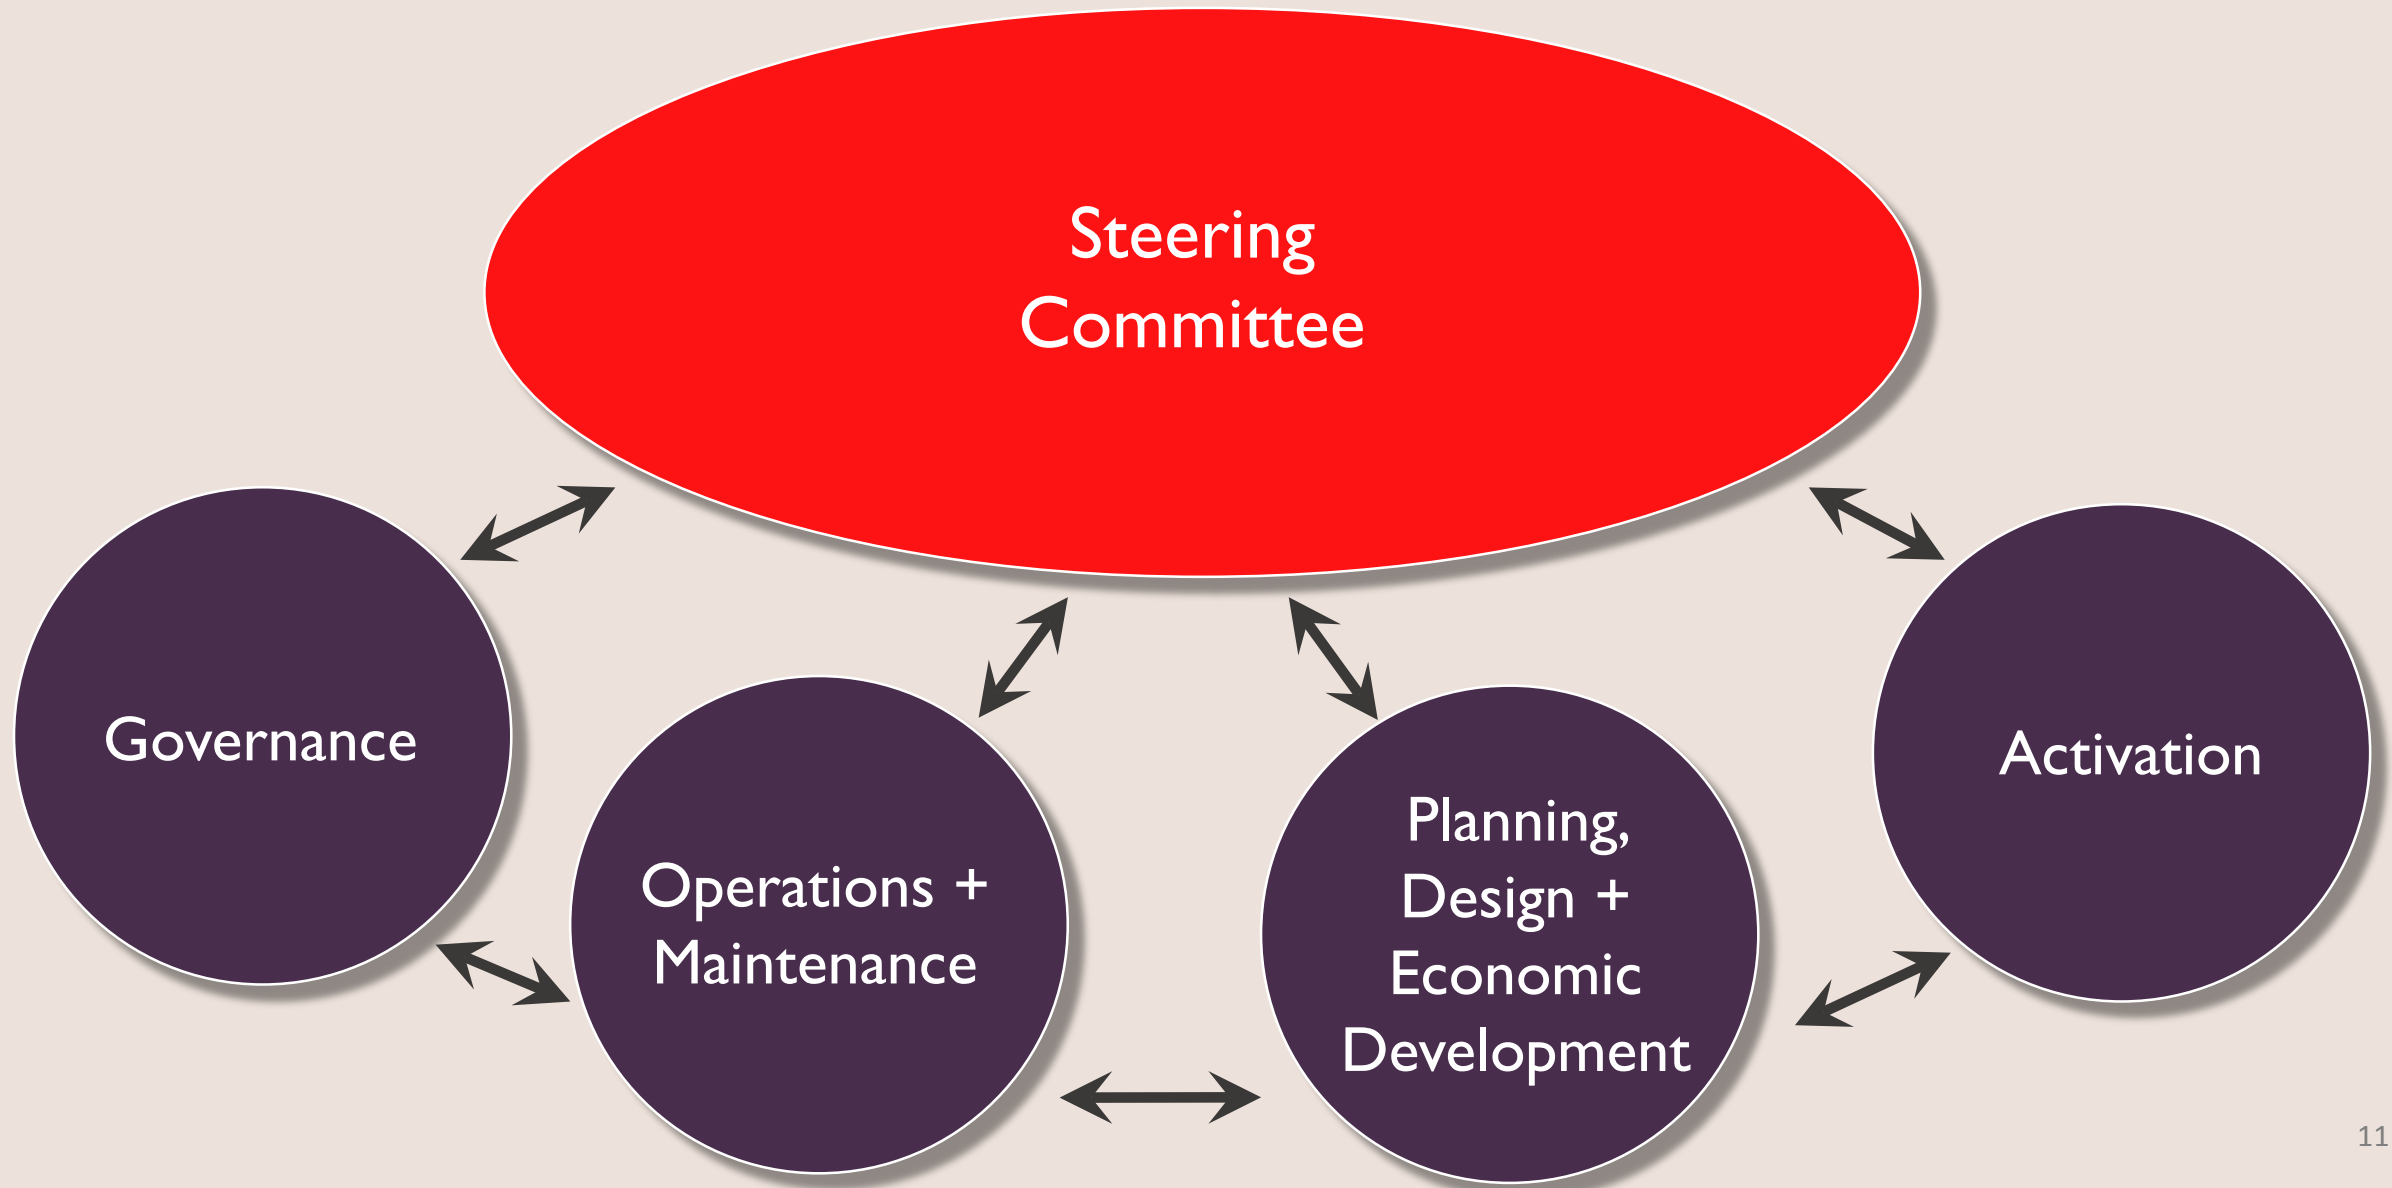 Steering
Committee
Governance
Operations +
Maintenance
Planning,
Design +
Economic
Development
Activation
11